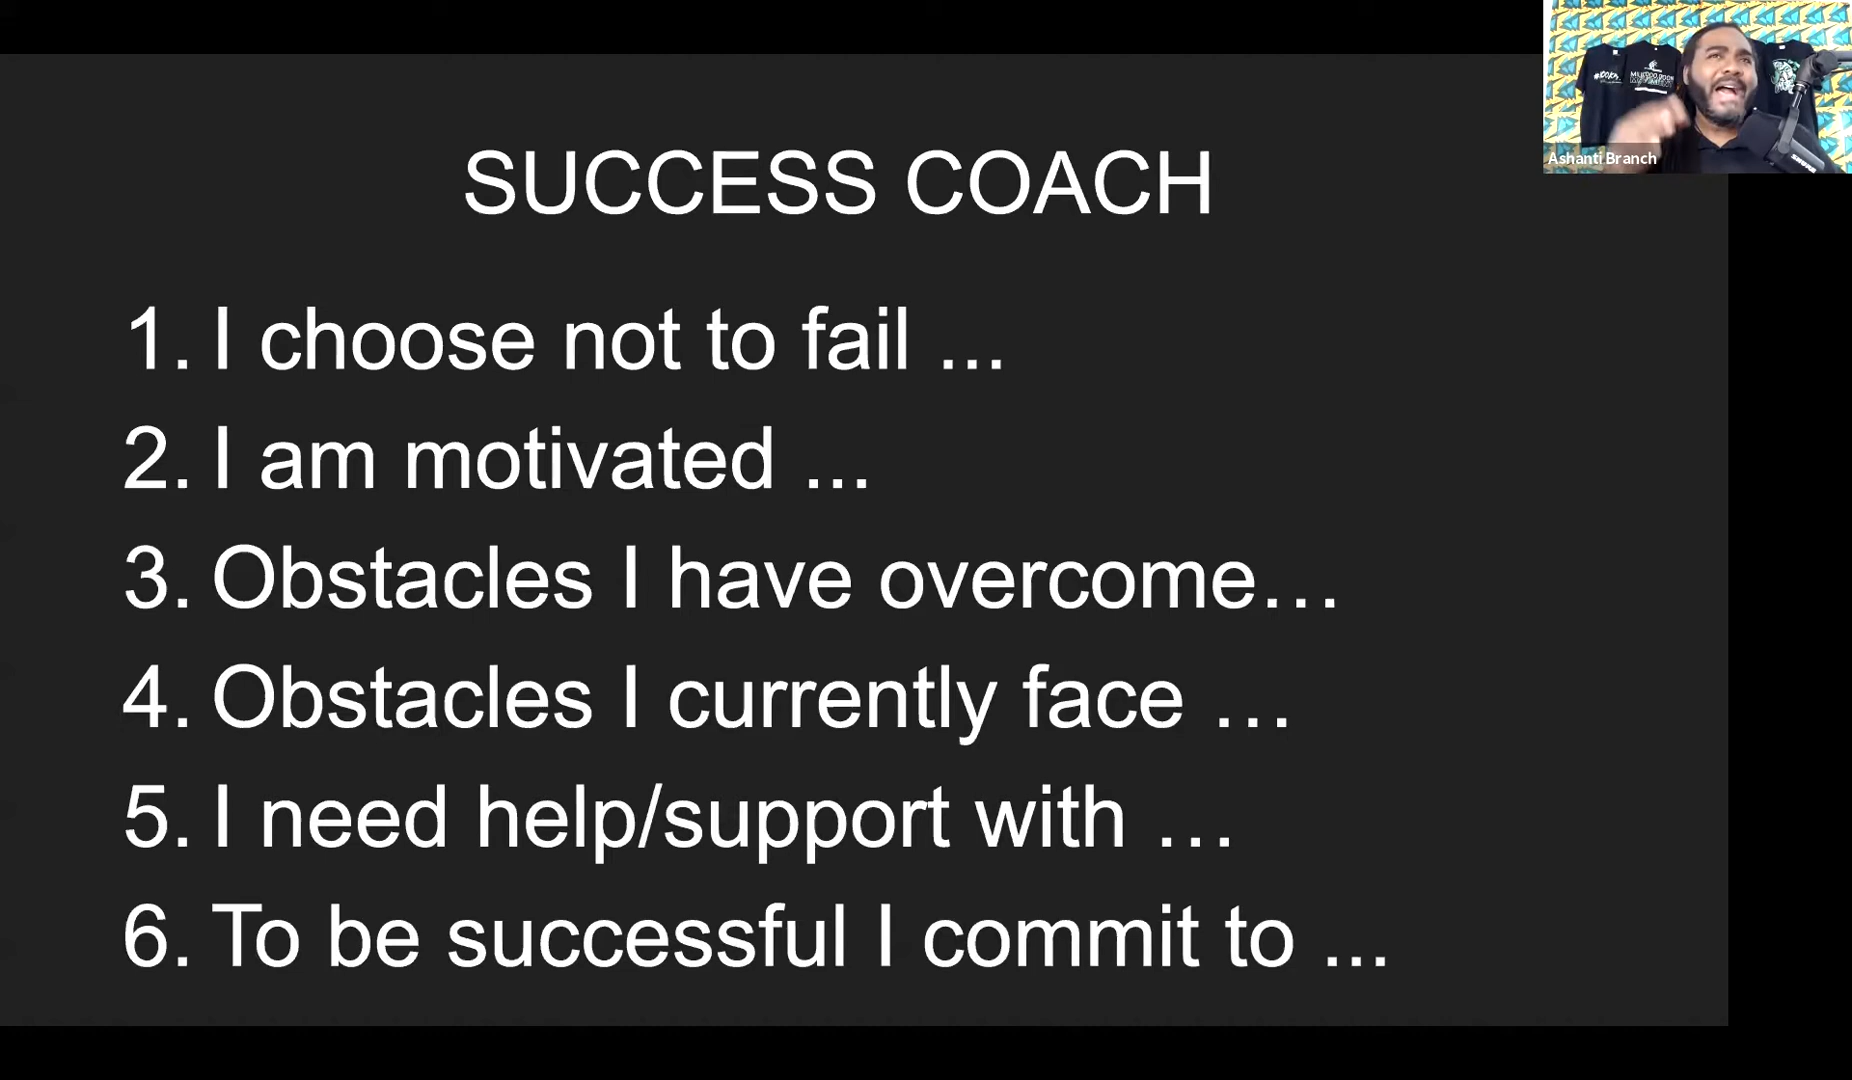 SUCCESS COACH
1. I choose not to fail ...
2. I am motivated ...
3. Obstacles I have overcome…
4. Obstacles I currently face …
5. I need help/support with …
6. To be successful I commit to ...
Ashanti Branch
SHURE